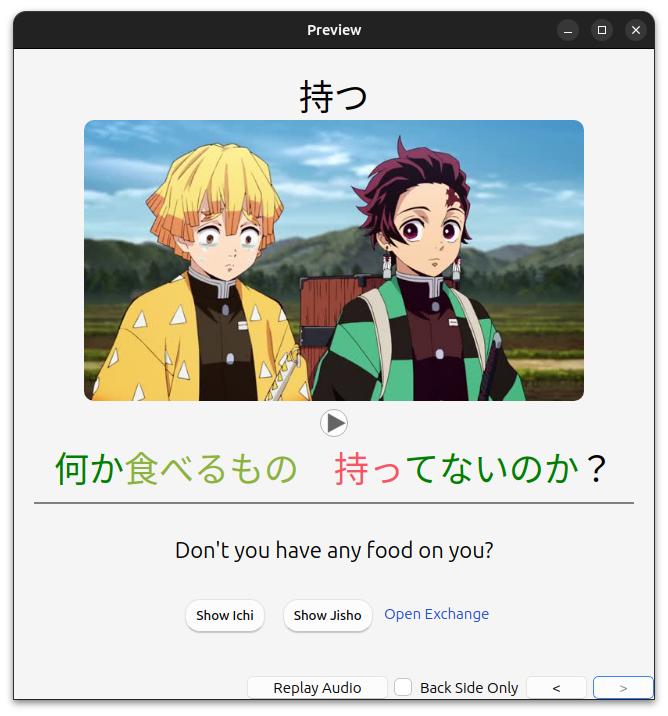 Preview
持つ
何か食べるもの　持ってないのか？
Don't you have any food on you?
Show Ichi
Show Jisho
Open Exchange
Replay Audio
Back Side Only
<
>